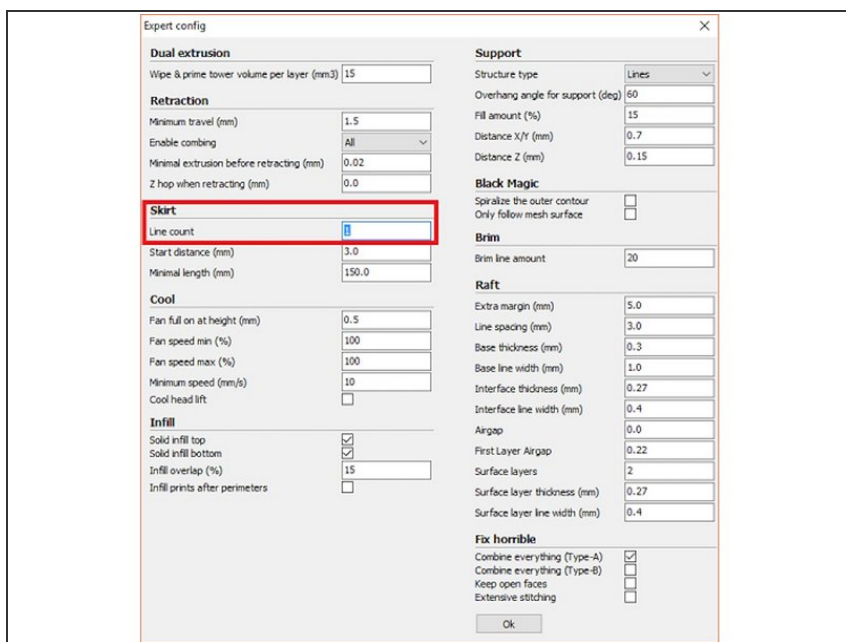 Expert config
Dual extrusion
Wipe & prime tower volume per layer (mm3) 15
Retraction
Minimum travel (mm) 1.5
Enable combing All
Minimal extrusion before retracting (mm) 0.02
Z hop when retracting (mm) 0.0
Skirt
Line count 1
Start distance (mm) 3.0
Minimal length (mm) 150.0
Cool
Fan full on at height (mm) 0.5
Fan speed min (%) 100
Fan speed max (%) 100
Minimum speed (mm/s) 10
Cool head lift
Infill
Solid infill top
Solid infill bottom
Infill overlap (%) 15
Infill prints after perimeters
Support
Structure type Lines
Overhang angle for support (deg) 60
Fill amount (%) 15
Distance X/Y (mm) 0.7
Distance Z (mm) 0.15
Black Magic
Spiralize the outer contour
Only follow mesh surface
Brim
Brim line amount 20
Raft
Extra margin (mm) 5.0
Line spacing (mm) 3.0
Base thickness (mm) 0.3
Base line width (mm) 1.0
Interface thickness (mm) 0.27
Interface line width (mm) 0.4
Airgap 0.0
First Layer Airgap 0.22
Surface layers 2
Surface layer thickness (mm) 0.27
Surface layer line width (mm) 0.4
Fix horrible
Combine everything (Type-A)
Combine everything (Type-B)
Keep open faces
Extensive stitching
Ok